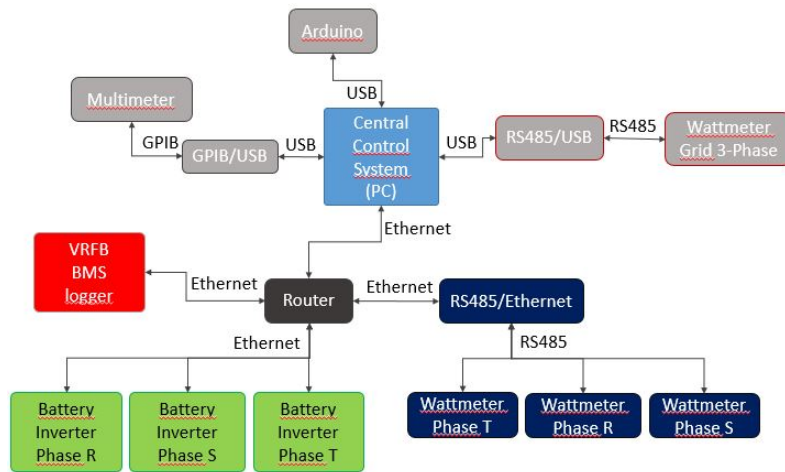 Arduino
USB
Multimeter
GPIB
GPIB/USB
USB
Central
Control
System
(PC)
USB
RS485/USB
RS485
Wattmeter
Grid 3-Phase
Ethernet
VRFB
BMS
logger
Ethernet
Router
Ethernet
RS485/Ethernet
Ethernet
RS485
Battery
Inverter
Phase R
Battery
Inverter
Phase S
Battery
Inverter
Phase T
Wattmeter
Phase T
Wattmeter
Phase R
Wattmeter
Phase S